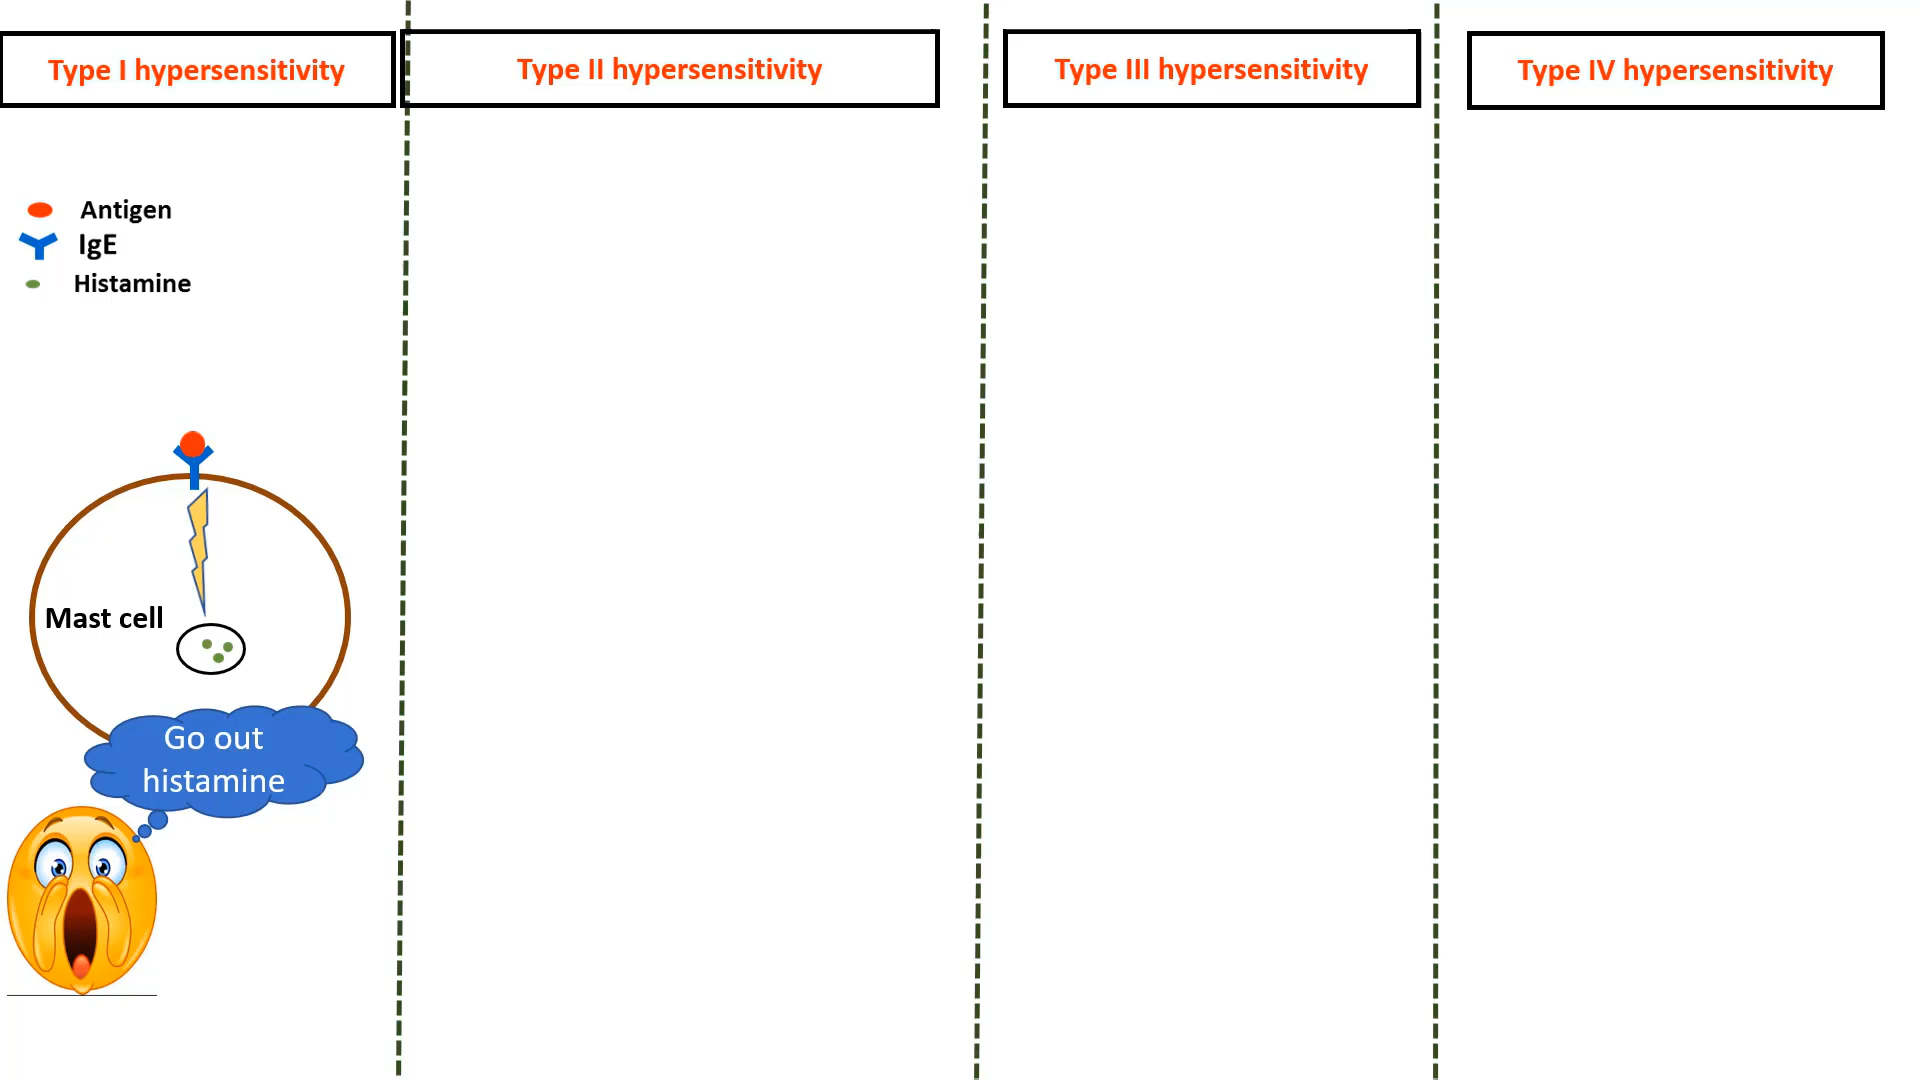 Type I hypersensitivity
Type II hypersensitivity
Type III hypersensitivity
Type IV hypersensitivity
Antigen
IgE
Histamine
Mast cell
Go out
histamine